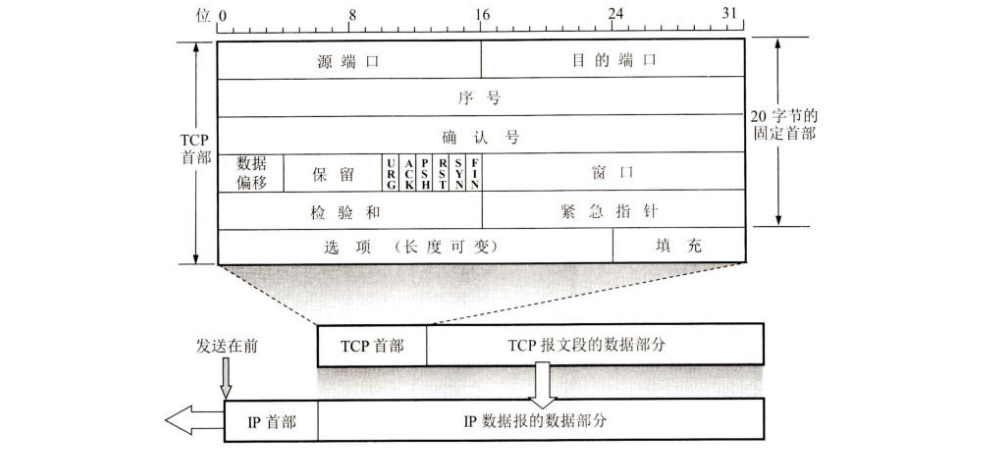 位 0 8 16 24 31
源端口 目的端口
序号
确认号
TCP
首部
20 字节的
固定首部
数据
偏移
保留
URG
ACK
PSH
RST
SYN
FIN
窗口
检验和 紧急指针
选项 (长度可变) 填充
TCP 首部 TCP 报文段的数据部分
发送在前
IP 首部 IP 数据报的数据部分